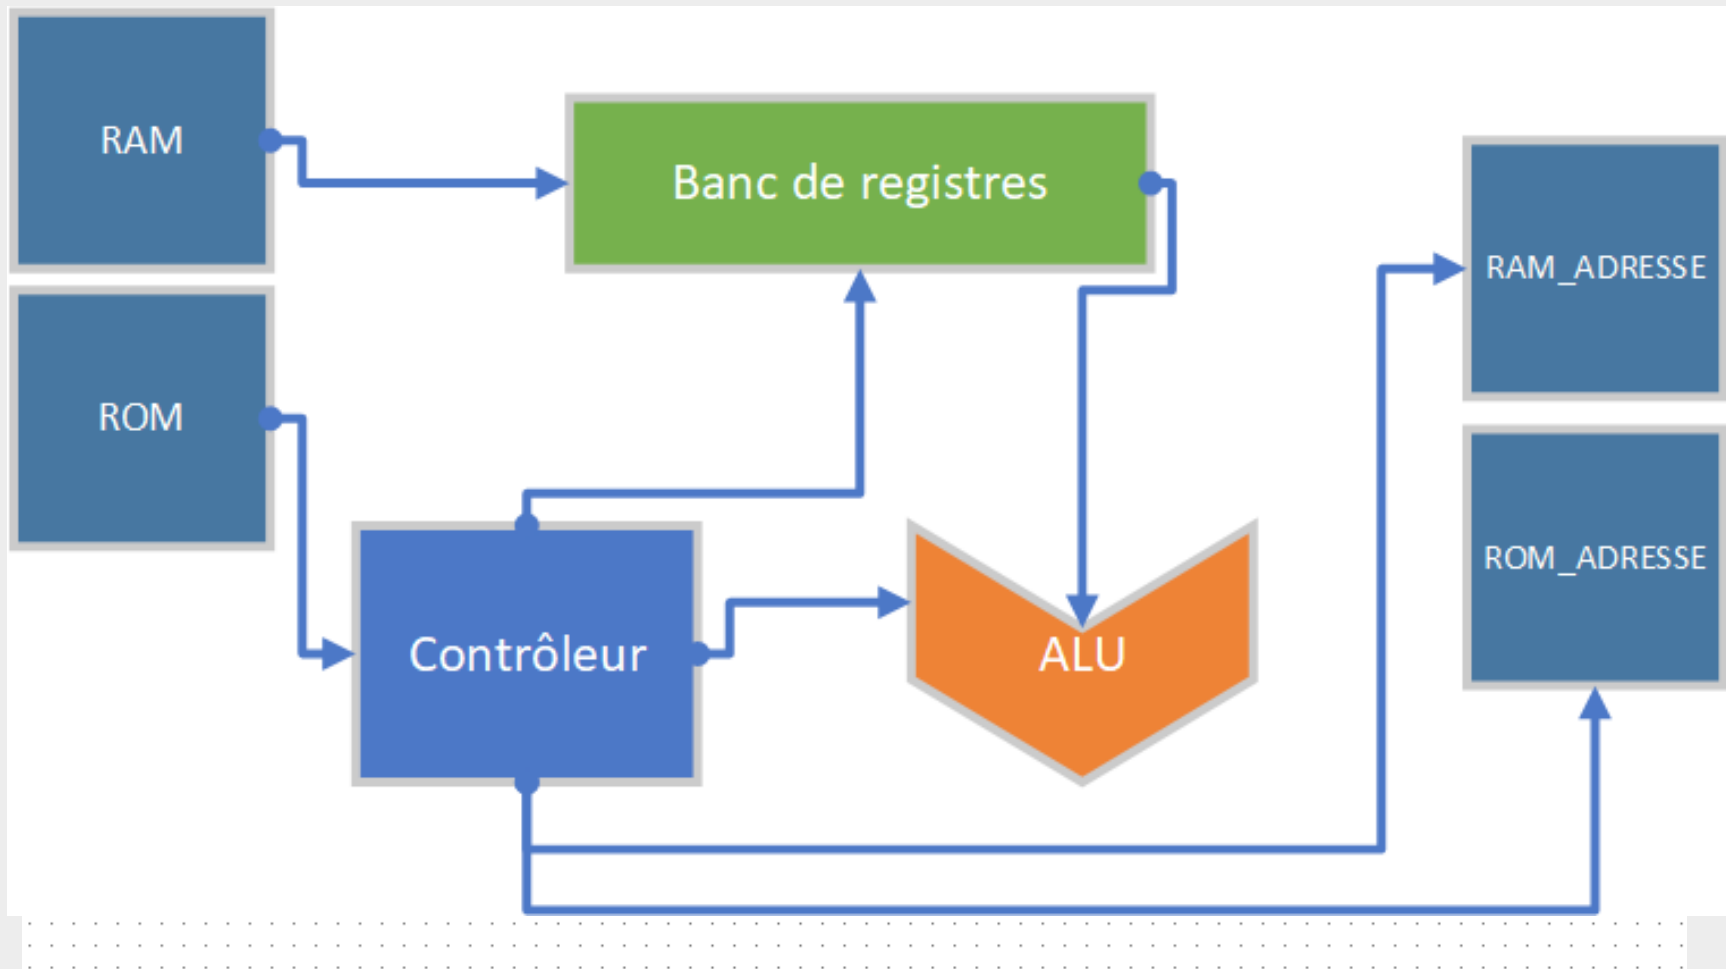 RAM
Banc de registres
RAM_ADRESSE
ROM
ROM_ADRESSE
Contrôleur
ALU